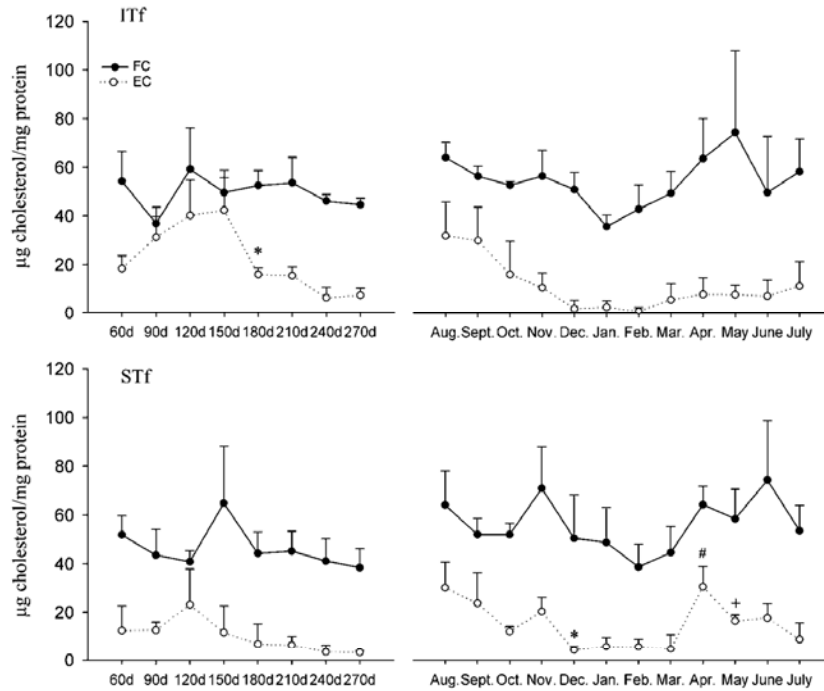 ITf
120
100
80
60
40
20
0
µg cholesterol/mg protein
FC
EC
*
60d 90d 120d 150d 180d 210d 240d 270d
Aug. Sept. Oct. Nov. Dec. Jan. Feb. Mar. Apr. May June July
STf
120
100
80
60
40
20
0
µg cholesterol/mg protein
* # +
60d 90d 120d 150d 180d 210d 240d 270d
Aug. Sept. Oct. Nov. Dec. Jan. Feb. Mar. Apr. May June July